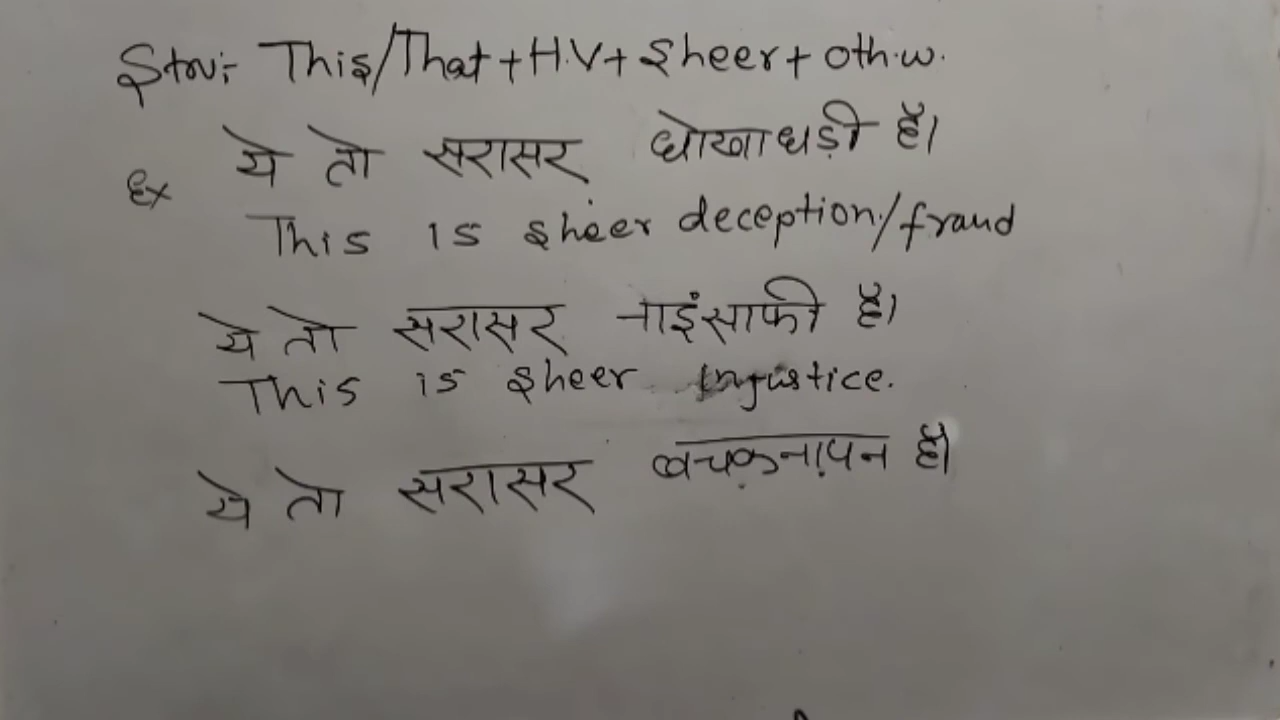 Stru:- This/That + H.V + Sheer + oth.w.
ये तो सरासर धोखाधड़ी है।
Ex
This is sheer deception/fraud
ये तो सरासर नाइंसाफी है।
This is sheer Injustice.
ये तो सरासर बचकानापन है।